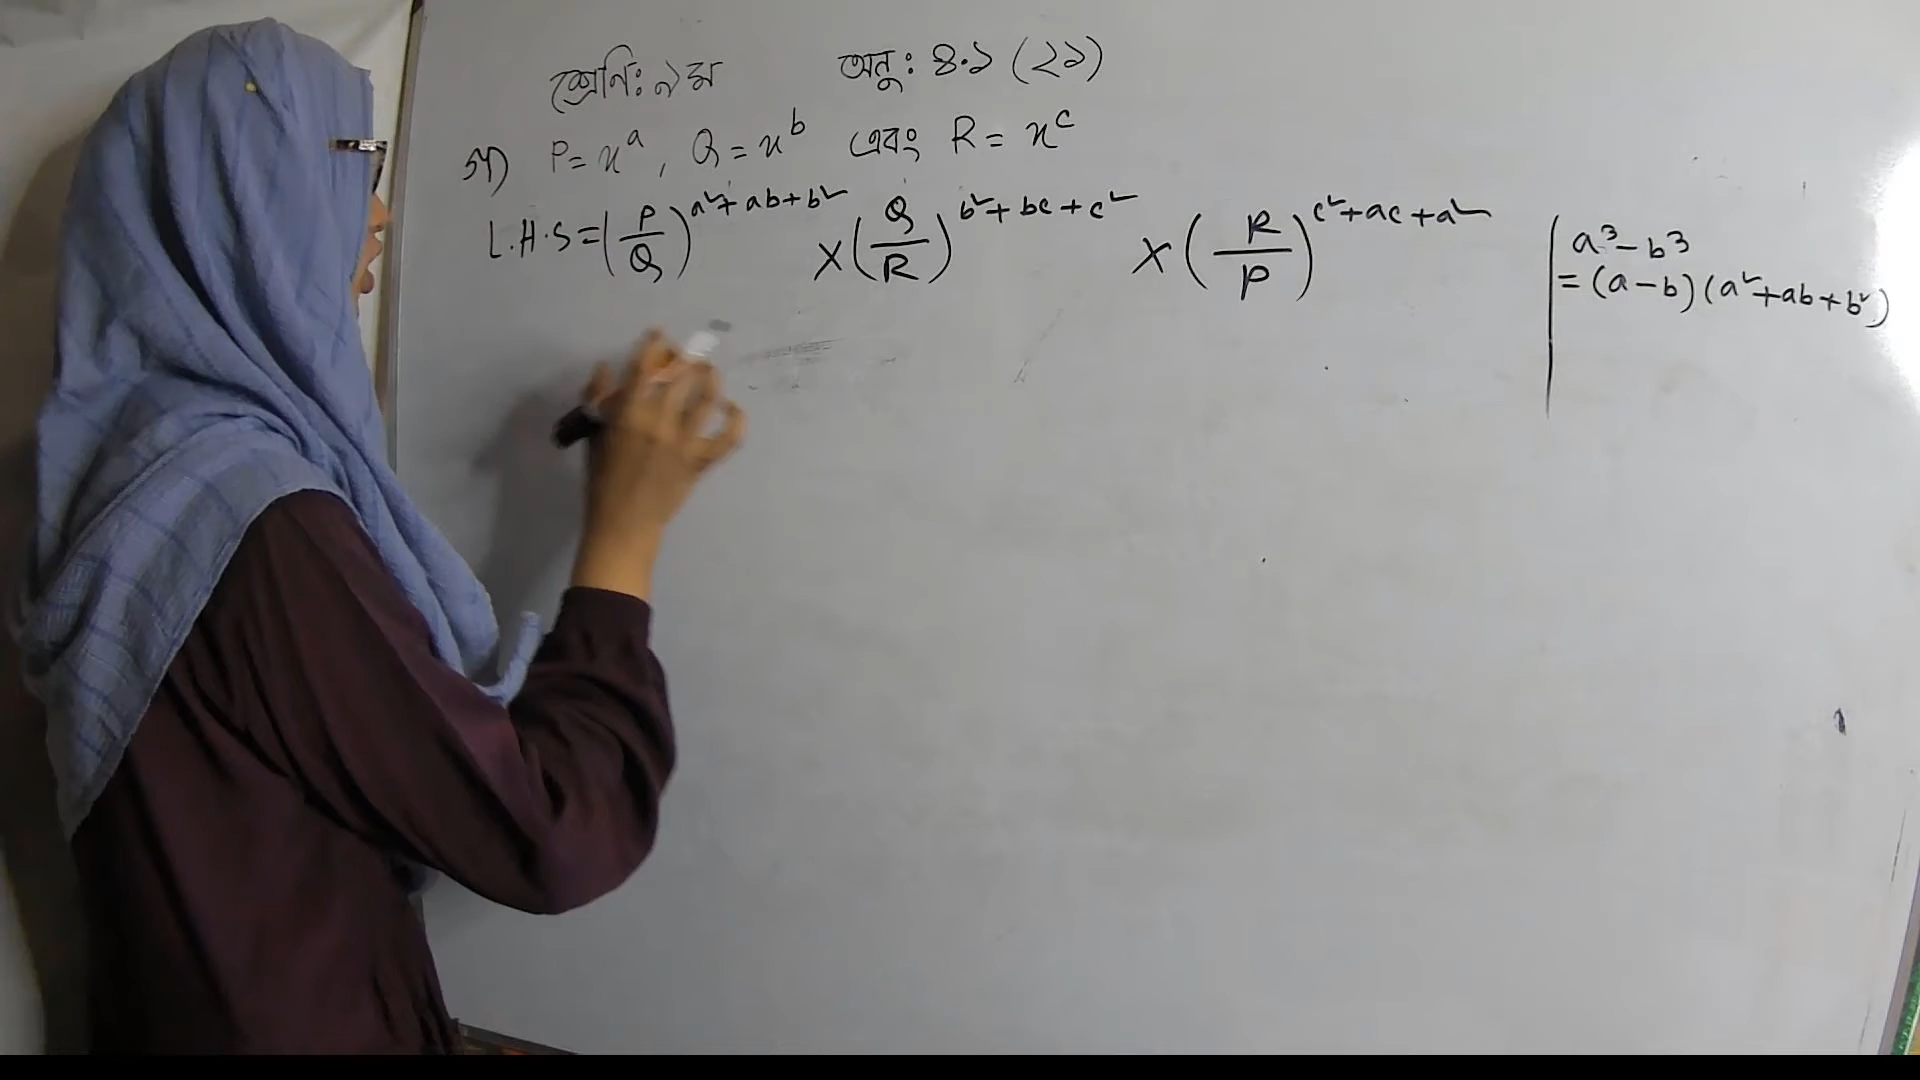 শ্রেণি: ৯ম অনু: ৪.১ (২১)
গ) P = x^a, Q = x^b এবং R = x^c
L.H.S = (P/Q)^(a²+ab+b²) × (Q/R)^(b²+bc+c²) × (R/P)^(c²+ac+a²)
a³-b³
= (a-b)(a²+ab+b²)